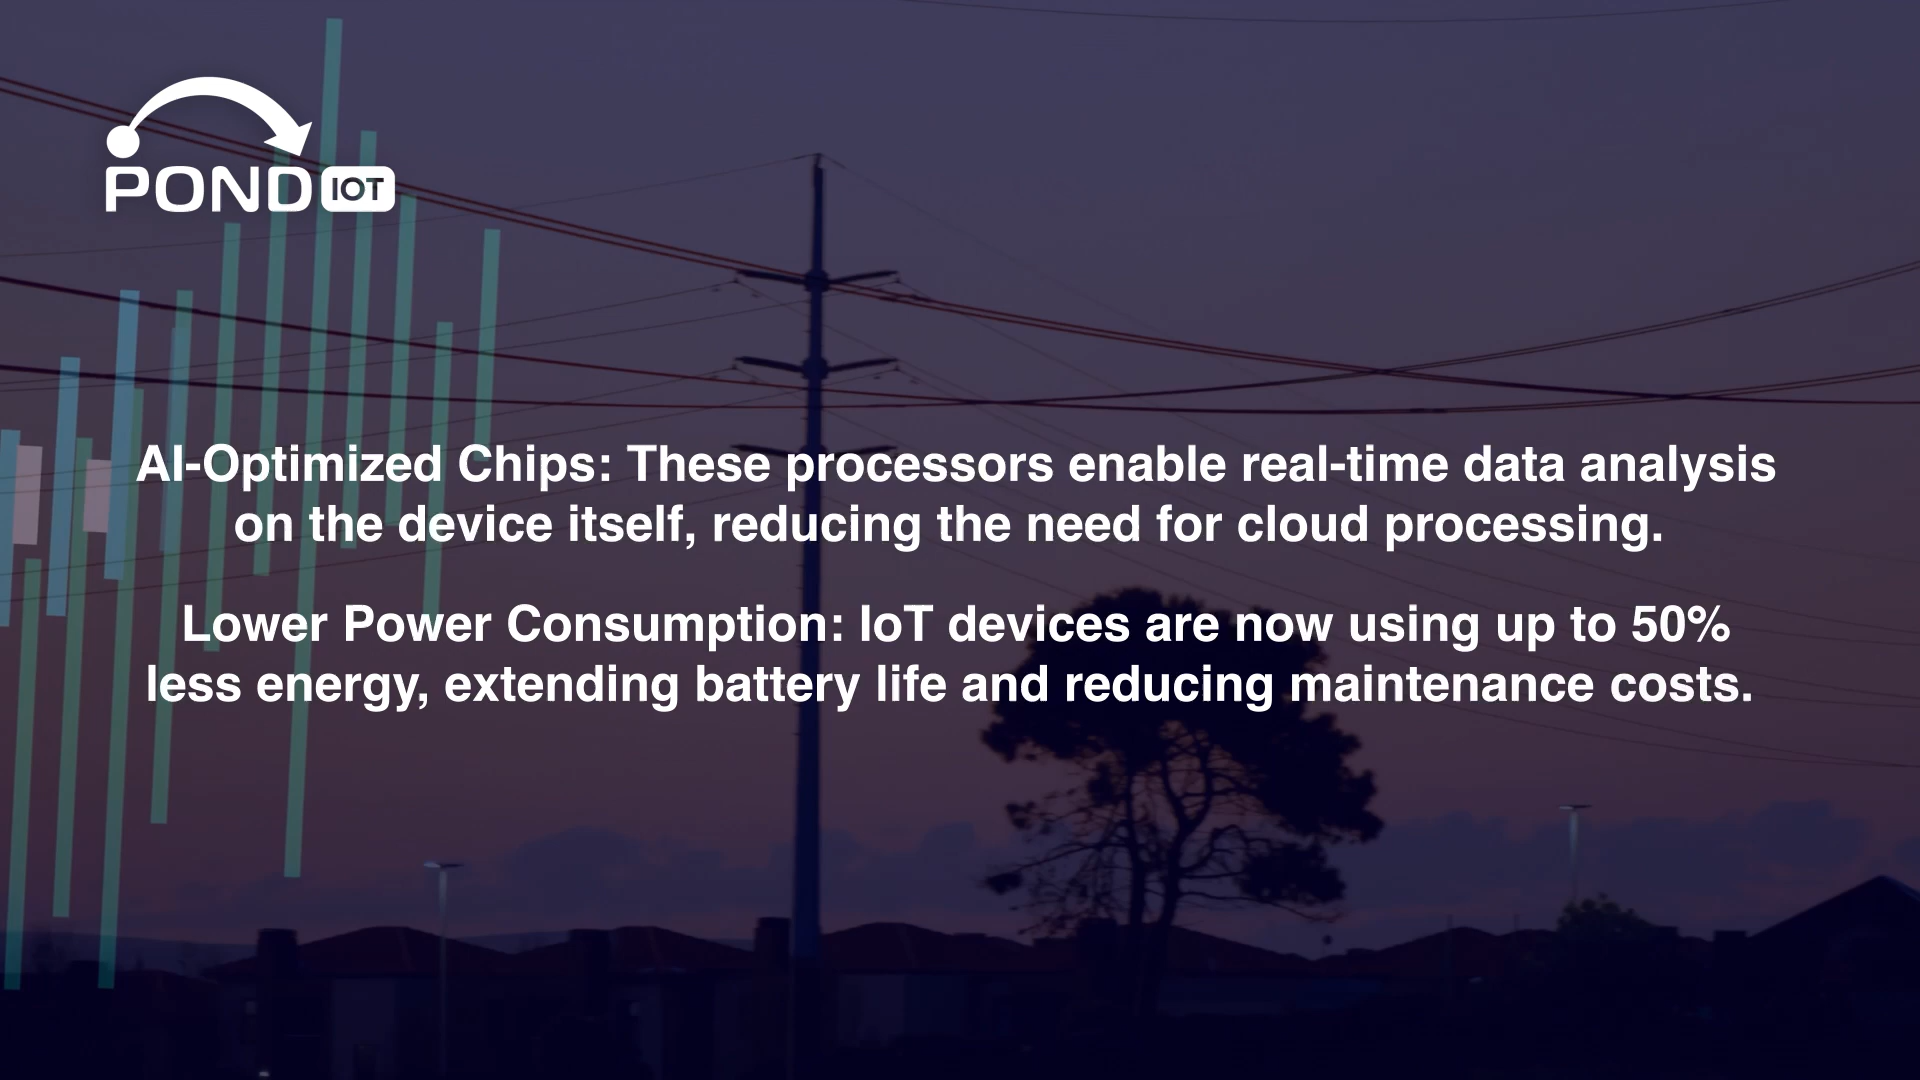 POND IOT
AI-Optimized Chips: These processors enable real-time data analysis
on the device itself, reducing the need for cloud processing.
Lower Power Consumption: IoT devices are now using up to 50%
less energy, extending battery life and reducing maintenance costs.